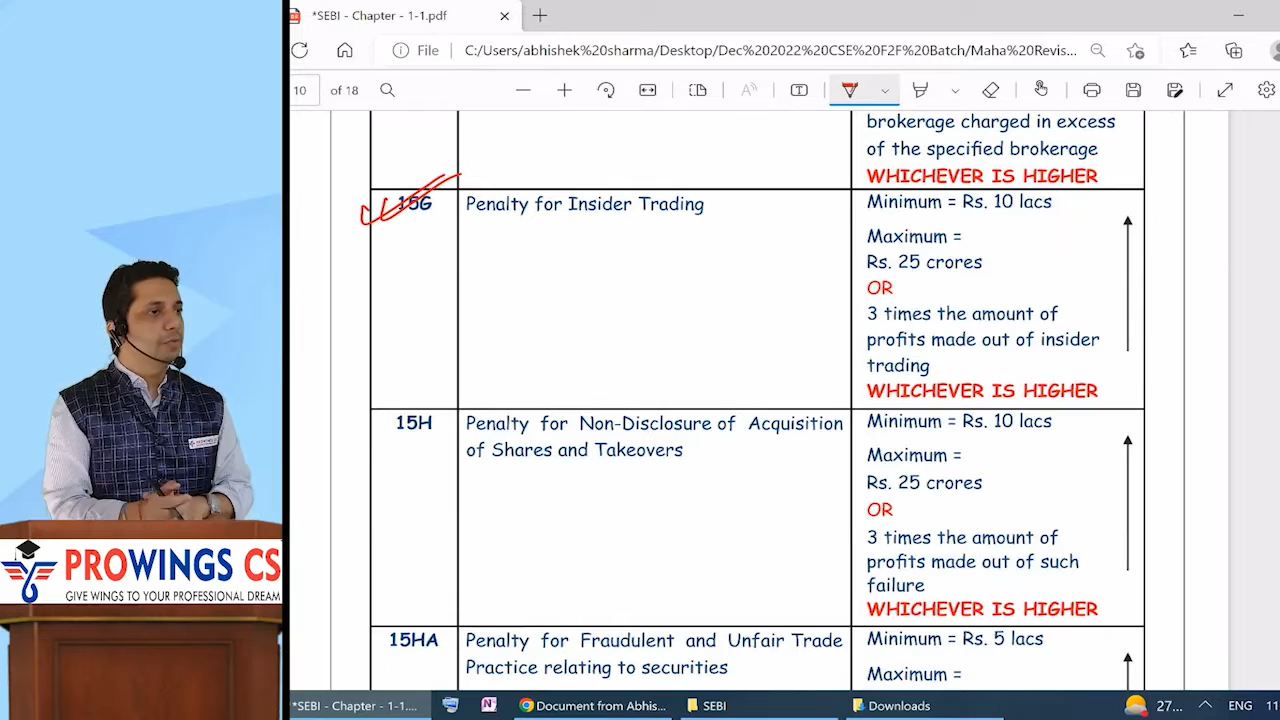 *SEBI - Chapter - 1-1.pdf
File
C:/Users/abhishek%20sharma/Desktop/Dec%202022%20CSE%20F2F%20Batch/Maha%20Revis...
10
of 18
brokerage charged in excess
of the specified brokerage
WHICHEVER IS HIGHER
15G
Penalty for Insider Trading
Minimum = Rs. 10 lacs
Maximum =
Rs. 25 crores
OR
3 times the amount of
profits made out of insider
trading
WHICHEVER IS HIGHER
15H
Penalty for Non-Disclosure of Acquisition
of Shares and Takeovers
Minimum = Rs. 10 lacs
Maximum =
Rs. 25 crores
OR
3 times the amount of
profits made out of such
failure
WHICHEVER IS HIGHER
15HA
Penalty for Fraudulent and Unfair Trade
Practice relating to securities
Minimum = Rs. 5 lacs
Maximum =
PROWINGS CS
PROWINGS CS
GIVE WINGS TO YOUR PROFESSIONAL DREAM
*SEBI - Chapter - 1-1....
Document from Abhis...
SEBI
Downloads
27...
ENG
11